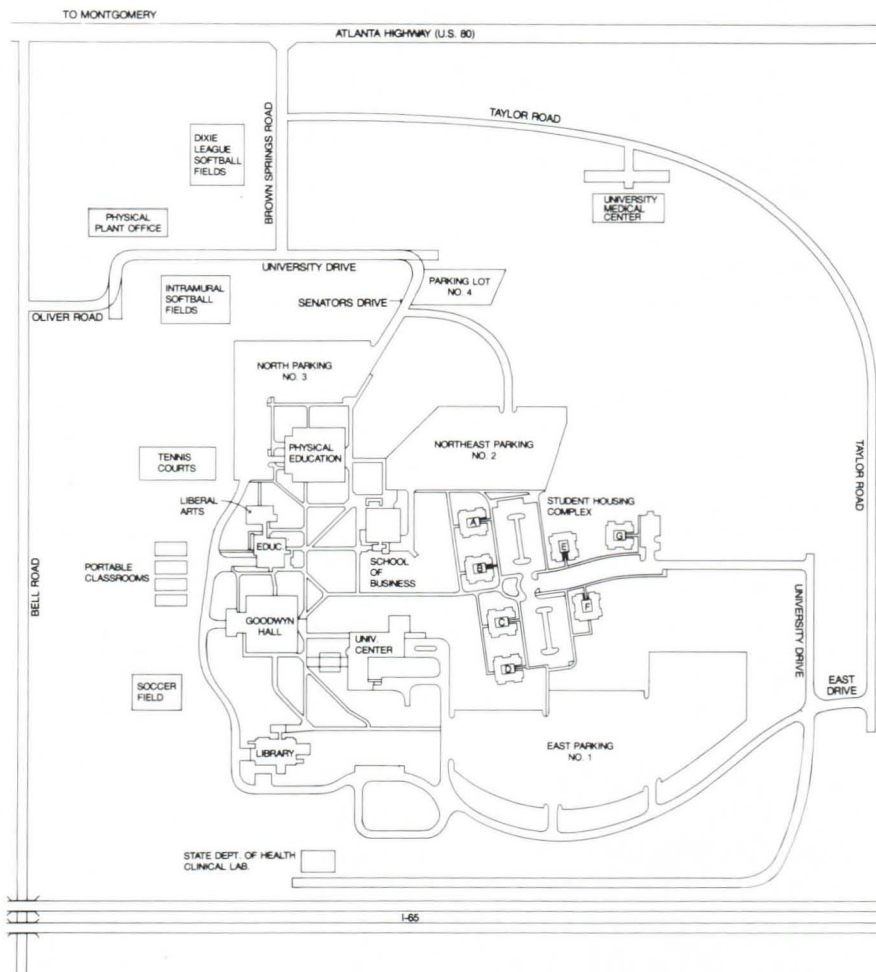 TO MONTGOMERY
ATLANTA HIGHWAY (U.S. 80)
TAYLOR ROAD
BROWN SPRINGS ROAD
DIXIE
LEAGUE
SOFTBALL
FIELDS
UNIVERSITY
MEDICAL
CENTER
PHYSICAL
PLANT OFFICE
UNIVERSITY DRIVE
PARKING LOT
NO. 4
INTRAMURAL
SOFTBALL
FIELDS
SENATORS DRIVE
OLIVER ROAD
NORTH PARKING
NO. 3
PHYSICAL
EDUCATION
NORTHEAST PARKING
NO. 2
TAYLOR ROAD
TENNIS
COURTS
LIBERAL
ARTS
STUDENT HOUSING
COMPLEX
A
G
E
EDUC.
BELL ROAD
PORTABLE
CLASSROOMS
SCHOOL
OF
BUSINESS
B
F
UNIVERSITY DRIVE
GOODWYN
HALL
C
UNIV.
CENTER
D
SOCCER
FIELD
EAST
DRIVE
LIBRARY
EAST PARKING
NO. 1
STATE DEPT. OF HEALTH
CLINICAL LAB.
I-65